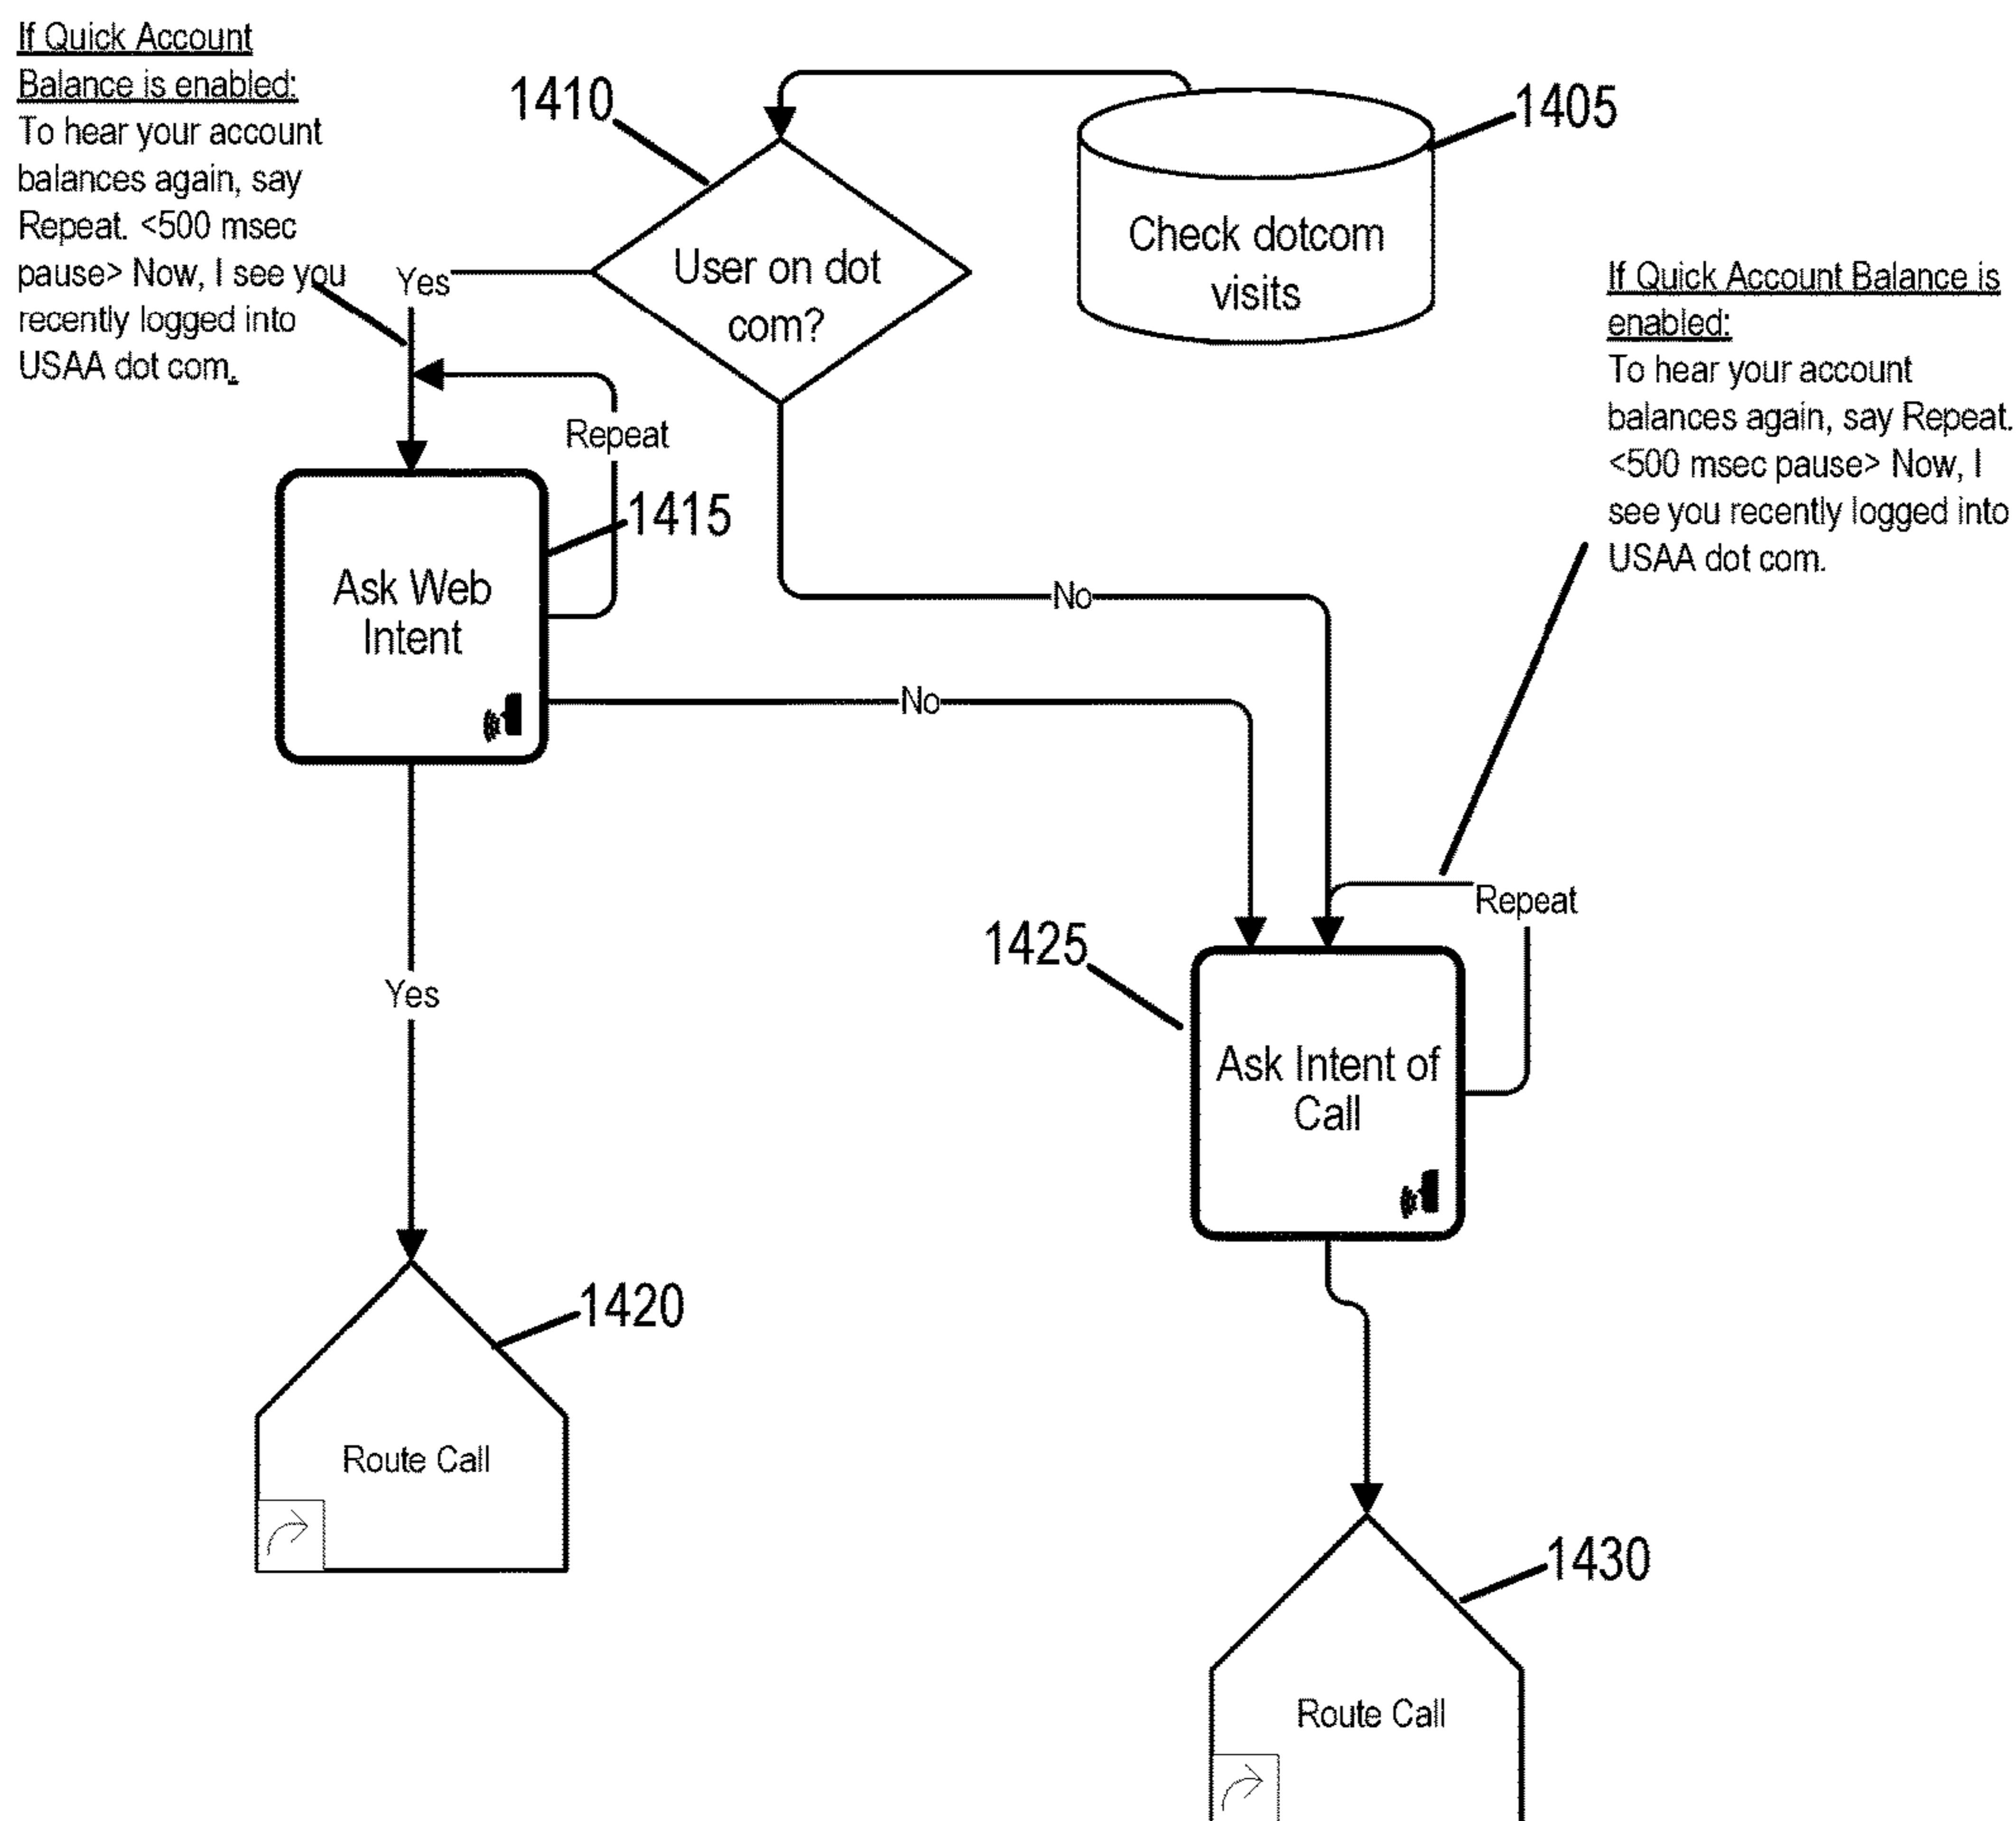 If Quick Account
Balance is enabled:
To hear your account
balances again, say
Repeat. <500 msec
pause> Now, I see you
recently logged into
USAA dot com.
1410
1405
User on dot
com?
Check dotcom
visits
Yes
Repeat
1415
Ask Web
Intent
No
No
If Quick Account Balance is
enabled:
To hear your account
balances again, say Repeat.
<500 msec pause> Now, I
see you recently logged into
USAA dot com.
Repeat
1425
Ask Intent of
Call
Yes
1420
Route Call
1430
Route Call